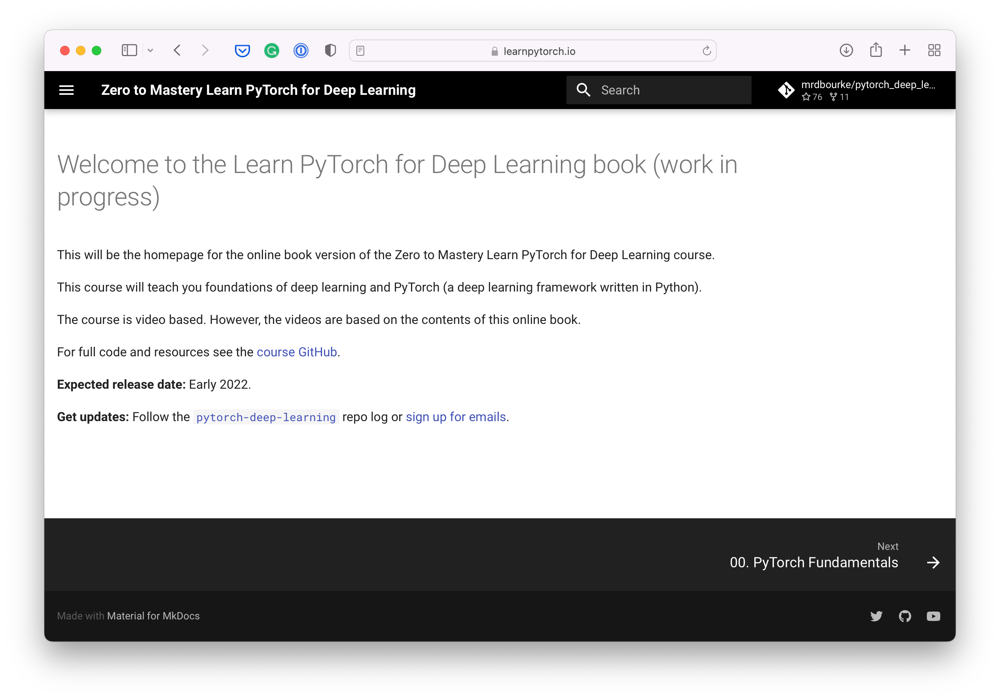 learnpytorch.io
Zero to Mastery Learn PyTorch for Deep Learning
Search
mrdbourke/pytorch_deep_le...
76 11
Welcome to the Learn PyTorch for Deep Learning book (work in
progress)
This will be the homepage for the online book version of the Zero to Mastery Learn PyTorch for Deep Learning course.
This course will teach you foundations of deep learning and PyTorch (a deep learning framework written in Python).
The course is video based. However, the videos are based on the contents of this online book.
For full code and resources see the course GitHub.
Expected release date: Early 2022.
Get updates: Follow the pytorch-deep-learning repo log or sign up for emails.
Next
00. PyTorch Fundamentals
Made with Material for MkDocs